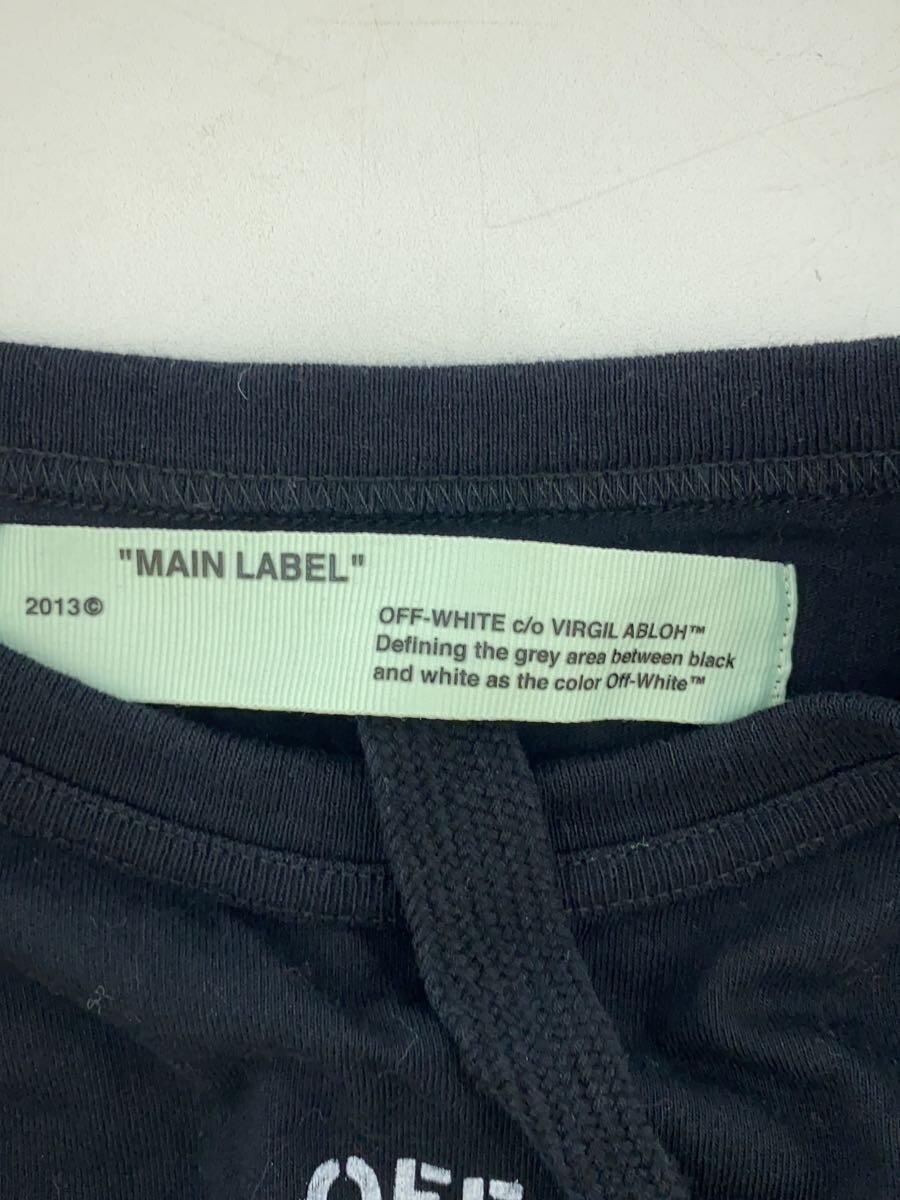 "MAIN LABEL"
2013©
OFF-WHITE c/o VIRGIL ABLOH™
Defining the grey area between black
and white as the color Off-White™
OFF